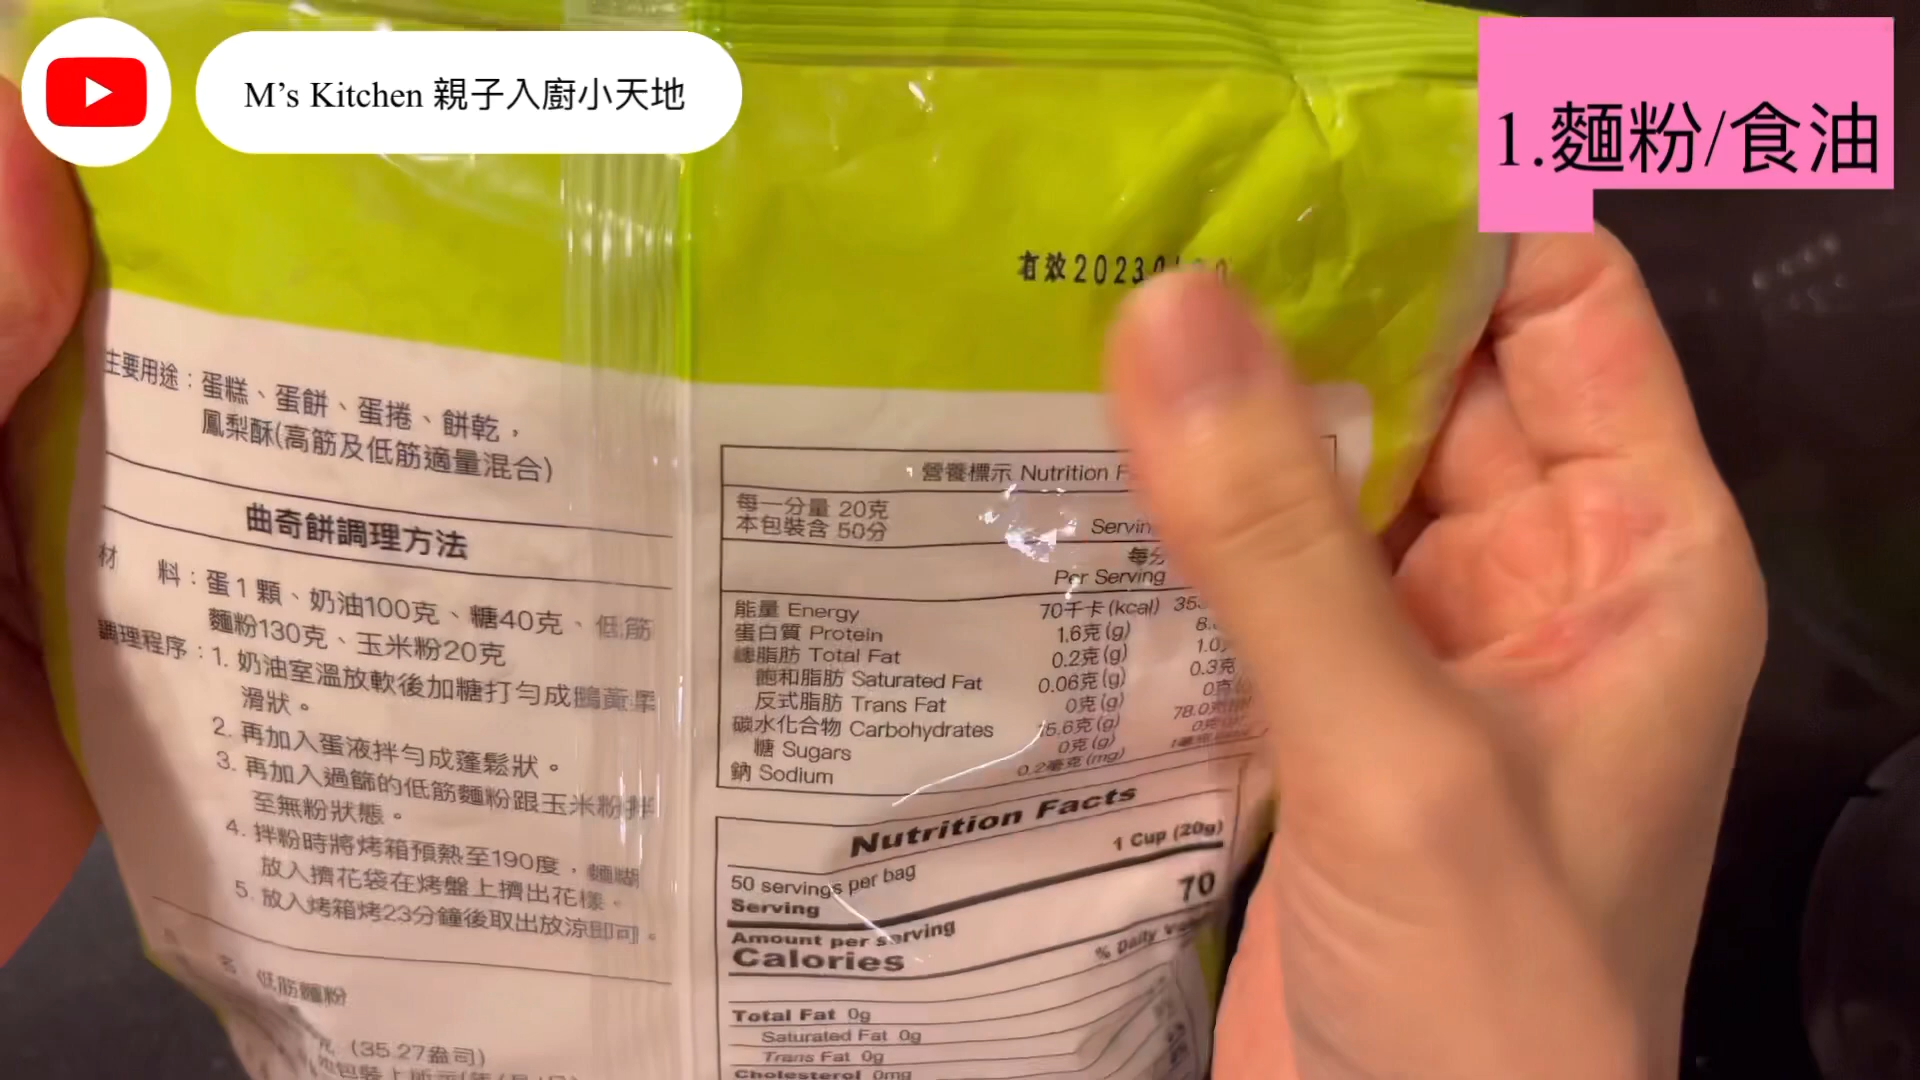 M's Kitchen 親子入廚小天地
1.麵粉/食油
有效2023
主要用途：蛋糕、蛋餅、蛋捲、餅乾，
鳳梨酥(高筋及低筋適量混合)
曲奇餅調理方法
材 料：蛋1顆、奶油100克、糖40克、低筋
麵粉130克、玉米粉20克
調理程序：1. 奶油室溫放軟後加糖打勻成鵝黃
滑狀。
2. 再加入蛋液拌勻成蓬鬆狀。
3. 再加入過篩的低筋麵粉跟玉米粉拌
至無粉狀態。
4. 拌粉時將烤箱預熱至190度，麵糊
放入擠花袋在烤盤上擠出花樣。
5. 放入烤箱烤23分鐘後取出放涼即可。
名 低筋麵粉
(35.27盎司)
營養標示 Nutrition
每一分量 20克
本包裝含 50分
每分
Per Serving
能量 Energy 70千卡(kcal)
蛋白質 Protein 1.6克(g)
總脂肪 Total Fat 0.2克(g) 1.0
飽和脂肪 Saturated Fat 0.06克(g) 0.3克
反式脂肪 Trans Fat 0克(g) 0克
碳水化合物 Carbohydrates 15.6克(g) 78.0克
糖 Sugars 0克(g)
鈉 Sodium 0.2毫克(mg)
Nutrition Facts
50 servings per bag
Serving 1 Cup (20g)
Amount per serving
Calories 70
% Daily
Total Fat 0g
Saturated Fat 0g
Trans Fat 0g
Cholesterol 0mg